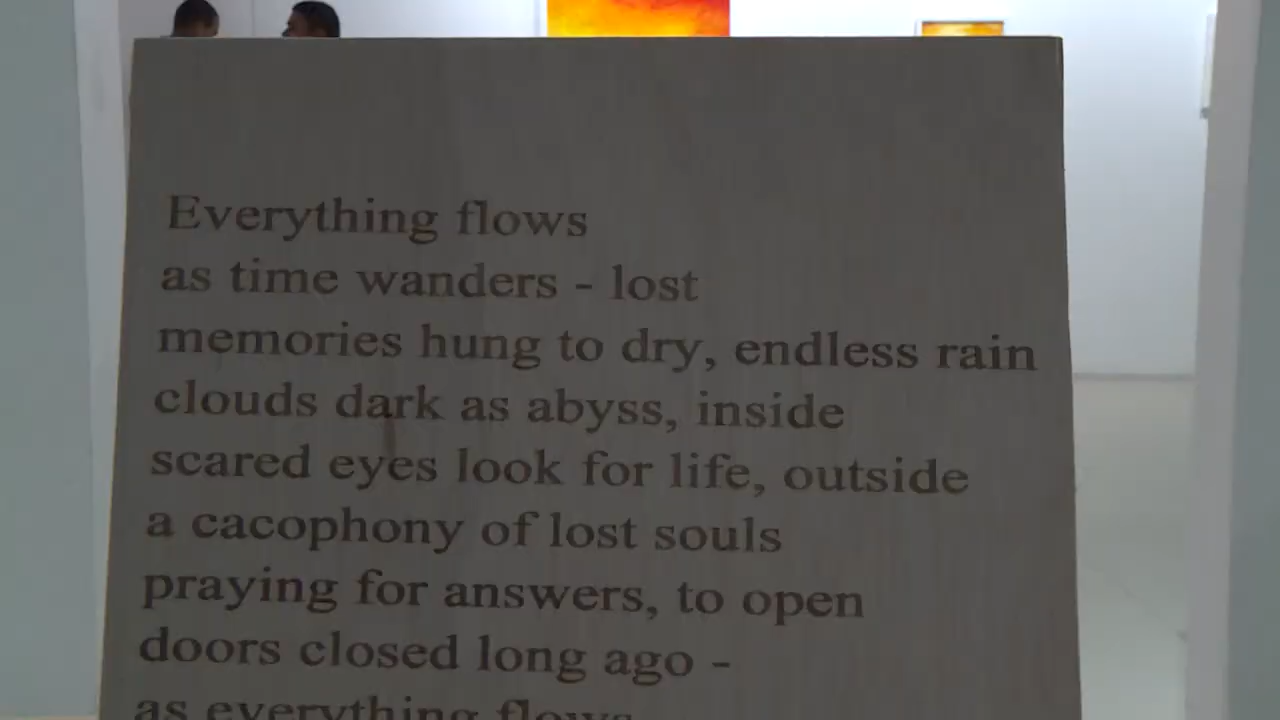 Everything flows
as time wanders - lost
memories hung to dry, endless rain
clouds dark as abyss, inside
scared eyes look for life, outside
a cacophony of lost souls
praying for answers, to open
doors closed long ago -
as everything flows